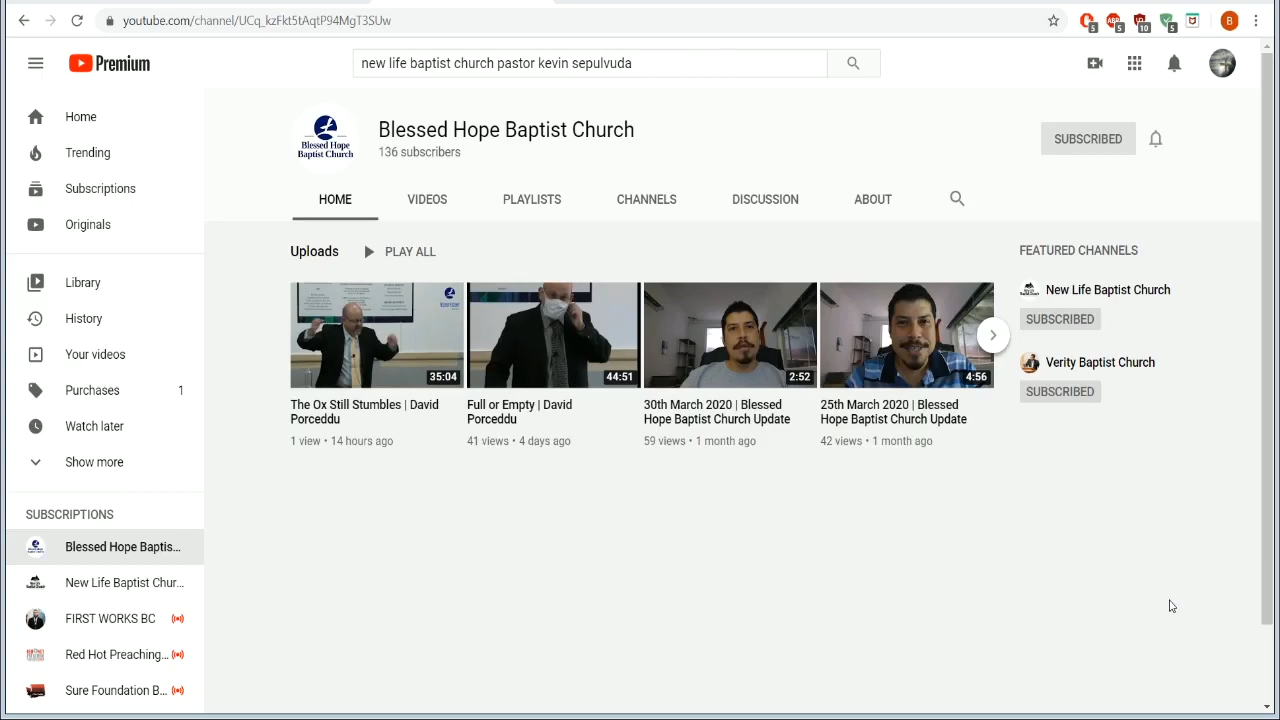 youtube.com/channel/UCq_kzFkt5tAqtP94MgT3SUw
5
5
10
5
B
Premium
new life baptist church pastor kevin sepulvuda
Home
Trending
Subscriptions
Originals
Library
History
Your videos
Purchases 1
Watch later
Show more
SUBSCRIPTIONS
Blessed Hope Baptis...
New Life Baptist Chur...
FIRST WORKS BC
Red Hot Preaching...
Sure Foundation B...
Blessed Hope
Baptist Church
Blessed Hope Baptist Church
136 subscribers
SUBSCRIBED
HOME VIDEOS PLAYLISTS CHANNELS DISCUSSION ABOUT
Uploads PLAY ALL
35:04
The Ox Still Stumbles | David
Porceddu
1 view • 14 hours ago
44:51
Full or Empty | David
Porceddu
41 views • 4 days ago
2:52
30th March 2020 | Blessed
Hope Baptist Church Update
59 views • 1 month ago
4:56
25th March 2020 | Blessed
Hope Baptist Church Update
42 views • 1 month ago
FEATURED CHANNELS
New Life Baptist Church
SUBSCRIBED
Verity Baptist Church
SUBSCRIBED